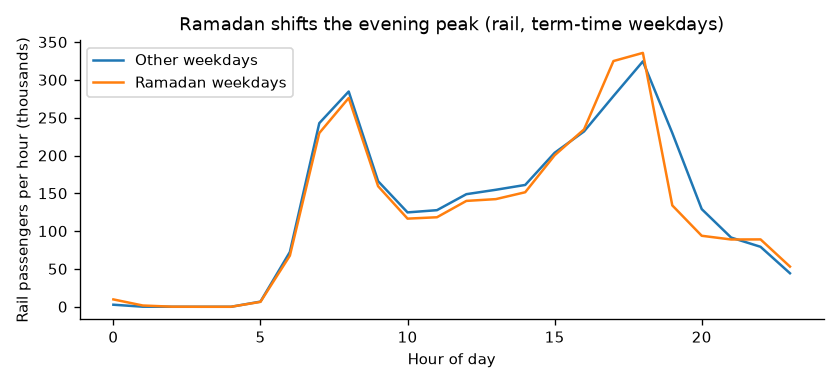 Ramadan shifts the evening peak (rail, term-time weekdays)
Rail passengers per hour (thousands)
350
300
250
200
150
100
50
0
Other weekdays
Ramadan weekdays
0 5 10 15 20
Hour of day